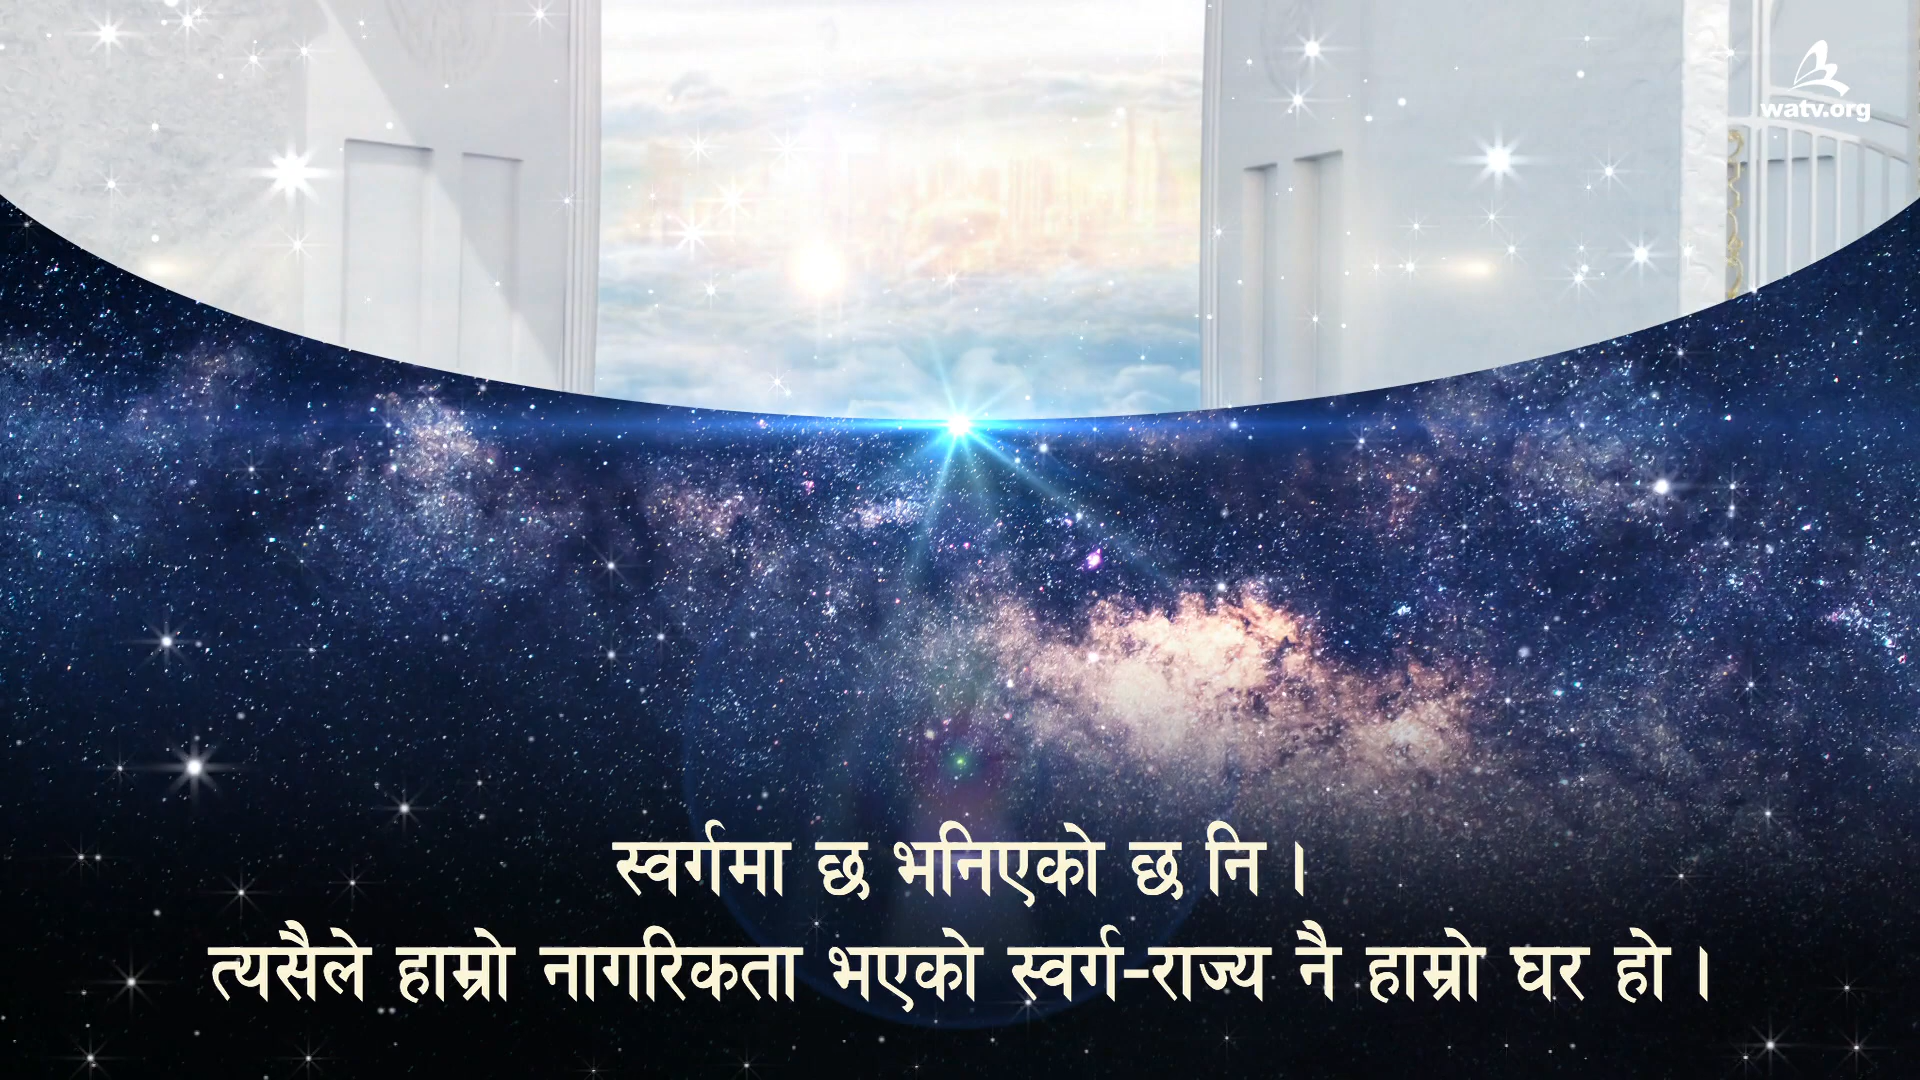 watv.org
स्वर्गमा छ भनिएको छ नि ।
त्यसैले हाम्रो नागरिकता भएको स्वर्ग-राज्य नै हाम्रो घर हो ।